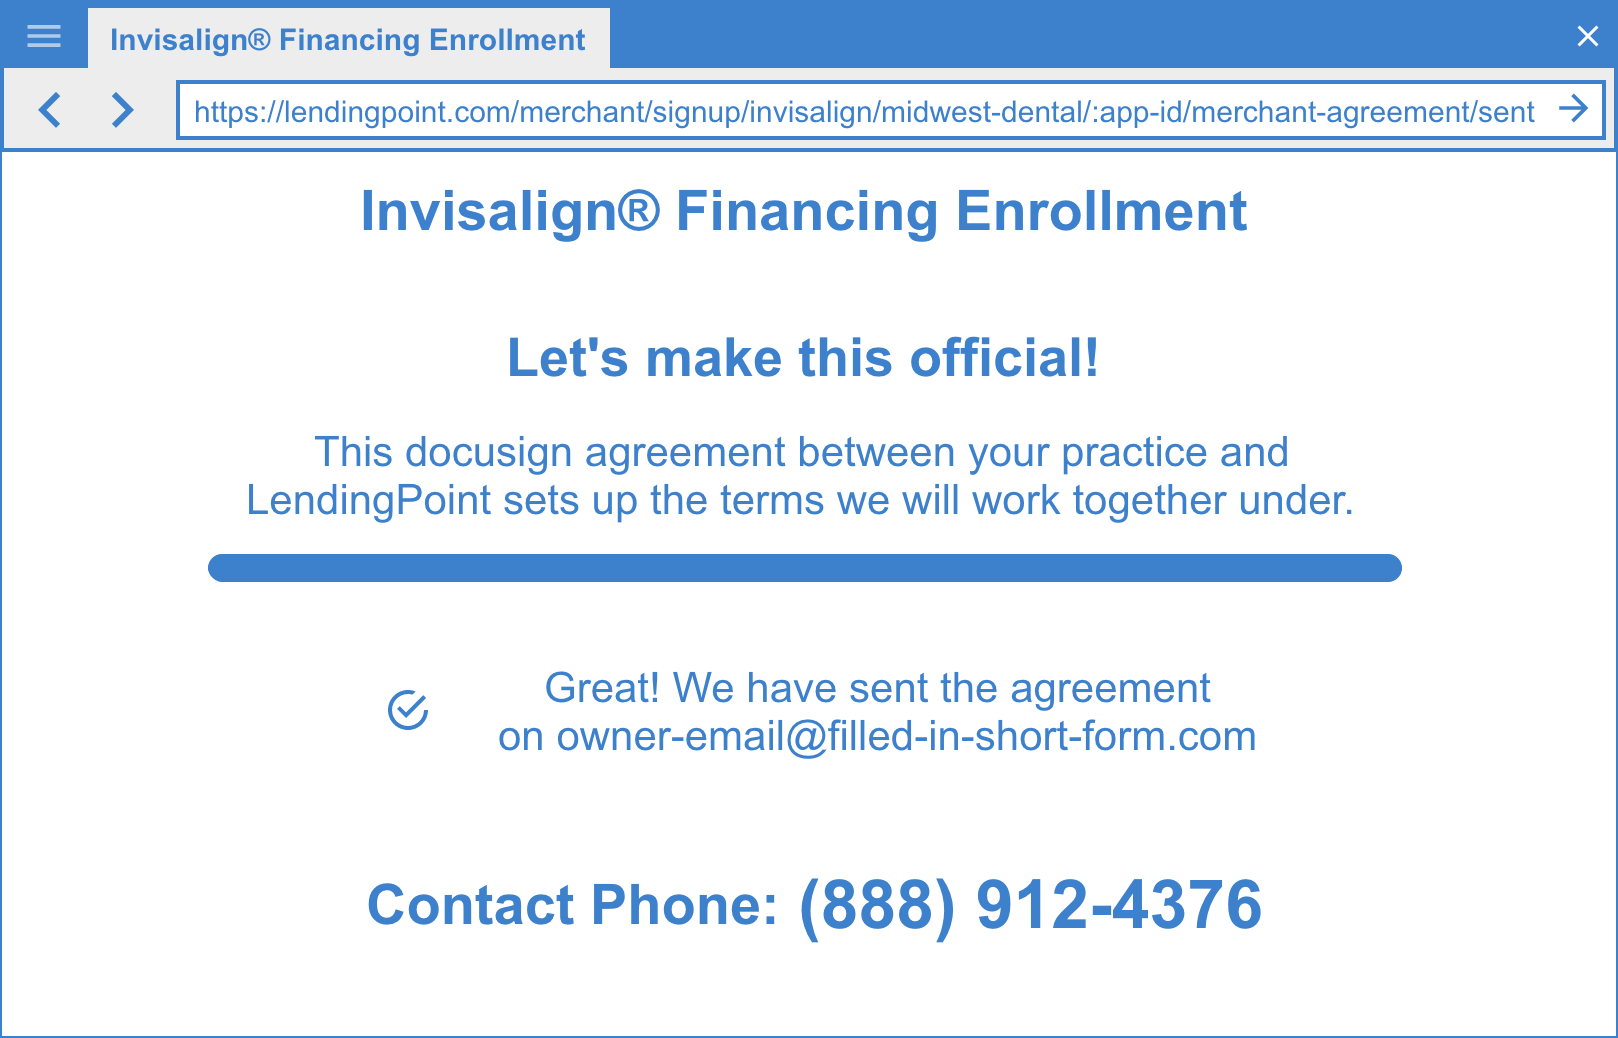 Invisalign® Financing Enrollment
https://lendingpoint.com/merchant/signup/invisalign/midwest-dental/:app-id/merchant-agreement/sent
Invisalign® Financing Enrollment
Let's make this official!
This docusign agreement between your practice and
LendingPoint sets up the terms we will work together under.
Great! We have sent the agreement
on owner-email@filled-in-short-form.com
Contact Phone: (888) 912-4376